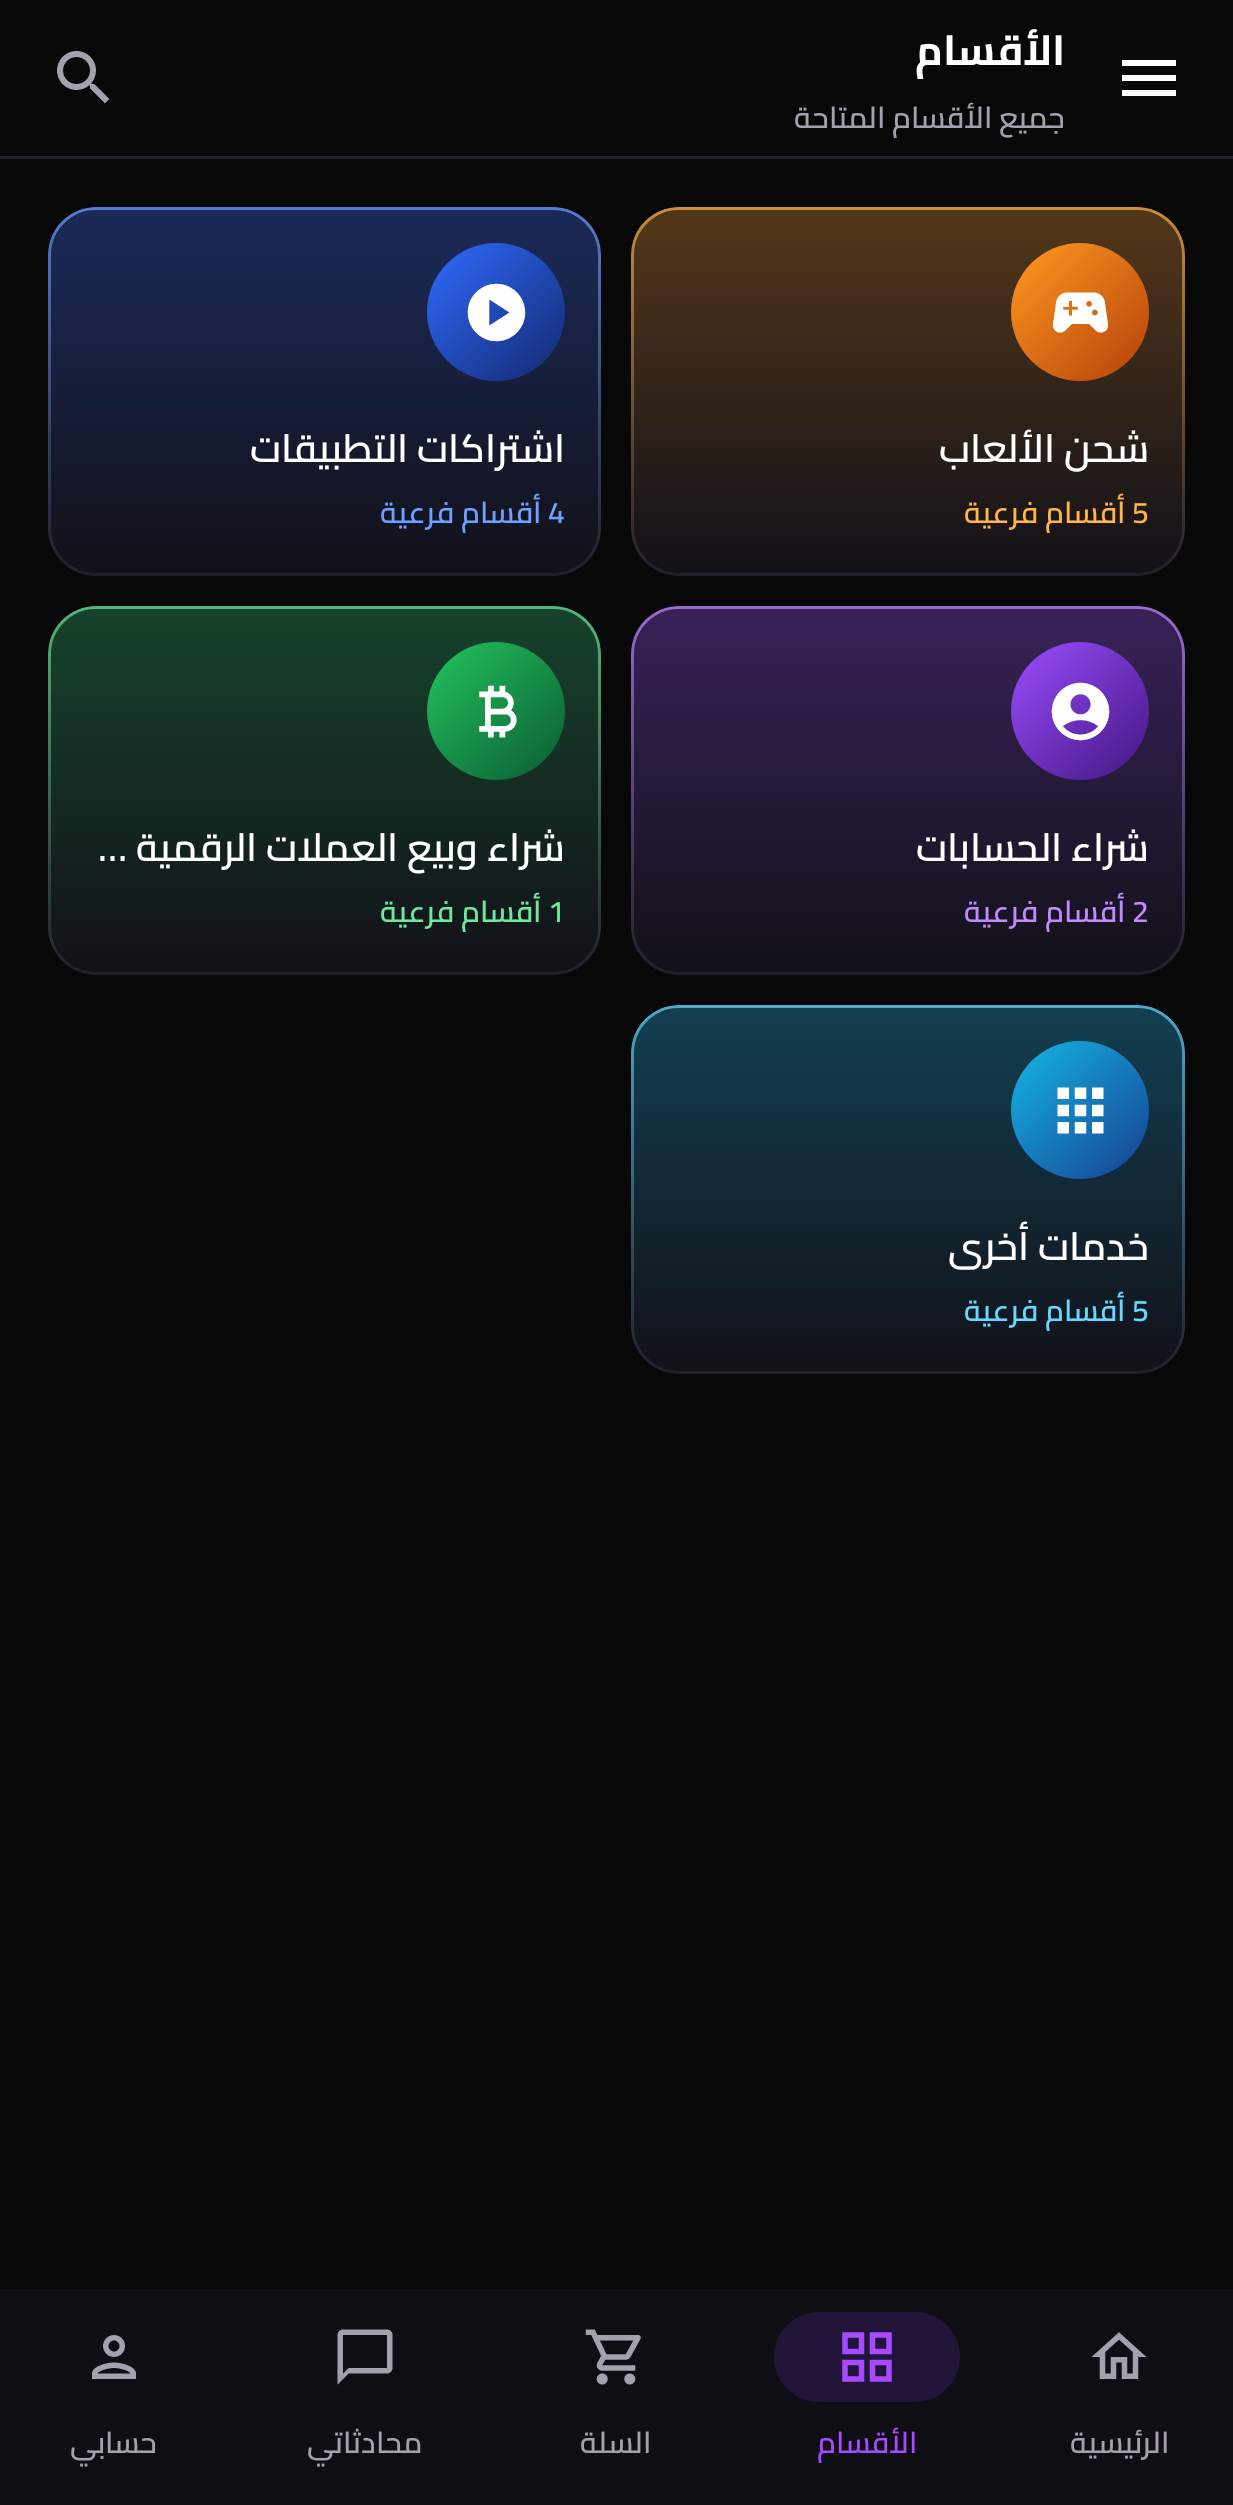 الأقسام
جميع الأقسام المتاحة
شحن الألعاب
5 أقسام فرعية
اشتراكات التطبيقات
4 أقسام فرعية
شراء الحسابات
2 أقسام فرعية
شراء وبيع العملات الرقمية ...
1 أقسام فرعية
خدمات أخرى
5 أقسام فرعية
الرئيسية
الأقسام
السلة
محادثاتي
حسابي